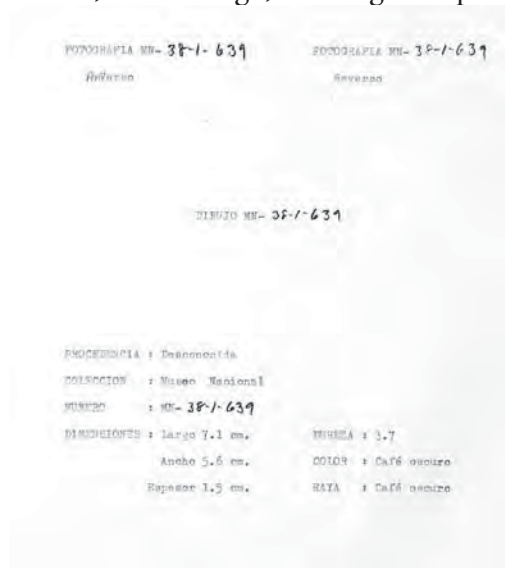 FOTOGRAFIA MN- 38-1-639
FOTOGRAFIA MN- 38-1-639
Anverso
Reverso
DIBUJO MN- 38-1-639
PROCEDENCIA : Desconocida
COLECCION : Museo Nacional
NUMERO : MN- 38-1-639
DIMENSIONES : Largo 7.1 cm.
DUREZA : 3.7
Ancho 5.6 cm.
COLOR : Café oscuro
Espesor 1.5 cm.
RAYA : Café oscuro